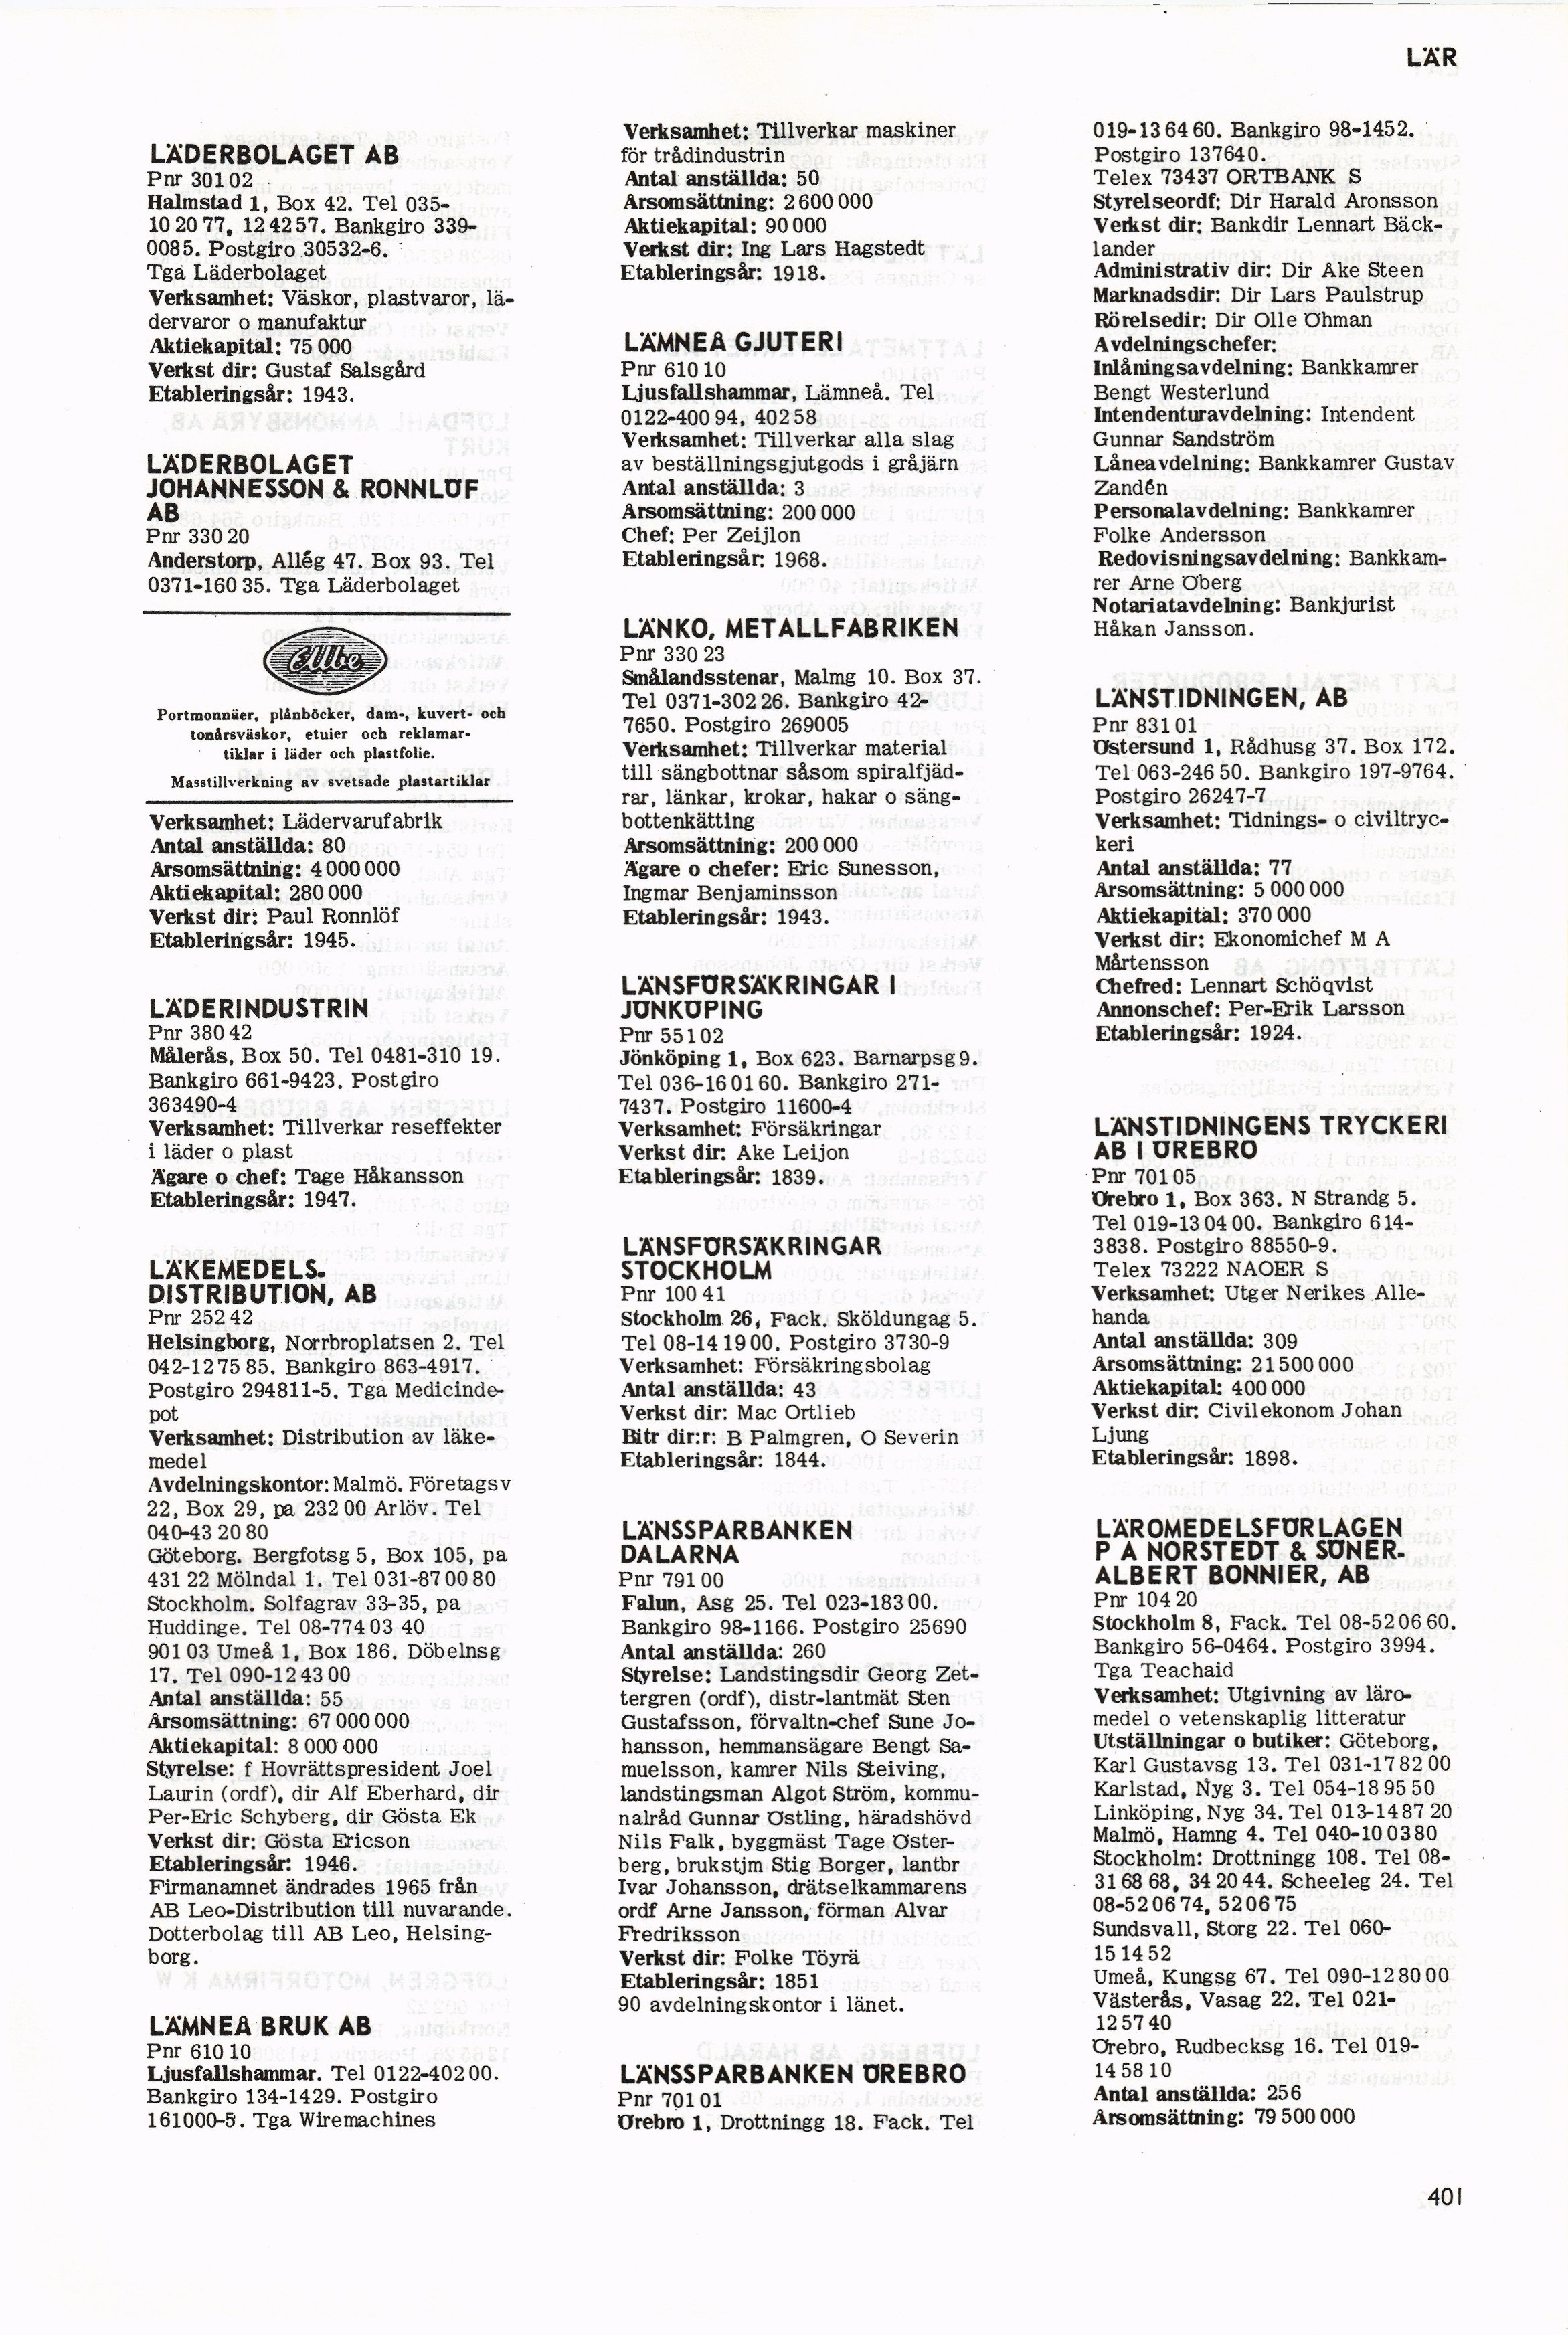 LÄR
LÄDERBOLAGET AB
Pnr 301 02
Halmstad 1, Box 42. Tel 035-
10 20 77, 12 42 57. Bankgiro 339-
0085. Postgiro 30532-6.
Tga Läderbolaget
Verksamhet: Väskor, plastvaror, lä-
dervaror o manufaktur
Aktiekapital: 75 000
Verkst dir: Gustaf Salsgård
Etableringsår: 1943.
LÄDERBOLAGET
JOHANNESSON & RONNLÖF
AB
Pnr 330 20
Anderstorp, Allég 47. Box 93. Tel
0371-160 35. Tga Läderbolaget
Ellbe
Portmonnäer, plånböcker, dam-, kuvert- och
tonårsväskor, etuier och reklamar-
tiklar i läder och plastfolie.
Masstillverkning av svetsade plastartiklar
Verksamhet: Lädervarufabrik
Antal anställda: 80
Årsomsättning: 4 000 000
Aktiekapital: 280 000
Verkst dir: Paul Ronnlöf
Etableringsår: 1945.
LÄDERINDUSTRIN
Pnr 380 42
Målerås, Box 50. Tel 0481-310 19.
Bankgiro 661-9423. Postgiro
363490-4
Verksamhet: Tillverkar reseffekter
i läder o plast
Ägare o chef: Tage Håkansson
Etableringsår: 1947.
LÄKEMEDELS-
DISTRIBUTION, AB
Pnr 252 42
Helsingborg, Norrbroplatsen 2. Tel
042-12 75 85. Bankgiro 863-4917.
Postgiro 294811-5. Tga Medicinde-
pot
Verksamhet: Distribution av läke-
medel
Avdelningskontor: Malmö. Företagsv
22, Box 29, pa 232 00 Arlöv. Tel
040-43 20 80
Göteborg. Bergfotsg 5, Box 105, pa
431 22 Mölndal 1. Tel 031-87 00 80
Stockholm. Solfagrav 33-35, pa
Huddinge. Tel 08-774 03 40
901 03 Umeå 1, Box 186. Döbelnsg
17. Tel 090-12 43 00
Antal anställda: 55
Årsomsättning: 67 000 000
Aktiekapital: 8 000 000
Styrelse: f Hovrättspresident Joel
Laurin (ordf), dir Alf Eberhard, dir
Per-Eric Schyberg, dir Gösta Ek
Verkst dir: Gösta Ericson
Etableringsår: 1946.
Firmanamnet ändrades 1965 från
AB Leo-Distribution till nuvarande.
Dotterbolag till AB Leo, Helsing-
borg.
LÄMNEÅ BRUK AB
Pnr 610 10
Ljusfallshammar. Tel 0122-402 00.
Bankgiro 134-1429. Postgiro
161000-5. Tga Wiremachines
Verksamhet: Tillverkar maskiner
för trådindustrin
Antal anställda: 50
Årsomsättning: 2 600 000
Aktiekapital: 90 000
Verkst dir: Ing Lars Hagstedt
Etableringsår: 1918.
LÄMNEÅ GJUTERI
Pnr 610 10
Ljusfallshammar, Lämneå. Tel
0122-400 94, 402 58
Verksamhet: Tillverkar alla slag
av beställningsgjutgods i gråjärn
Antal anställda: 3
Årsomsättning: 200 000
Chef: Per Zeijlon
Etableringsår: 1968.
LÄNKO, METALLFABRIKEN
Pnr 330 23
Smålandsstenar, Malmg 10. Box 37.
Tel 0371-302 26. Bankgiro 42-
7650. Postgiro 269005
Verksamhet: Tillverkar material
till sängbottnar såsom spiralfjäd-
rar, länkar, krokar, hakar o säng-
bottenkätting
Årsomsättning: 200 000
Ägare o chefer: Eric Sunesson,
Ingmar Benjaminsson
Etableringsår: 1943.
LÄNSFÖRSÄKRINGAR I
JÖNKÖPING
Pnr 551 02
Jönköping 1, Box 623. Barnarpsg 9.
Tel 036-16 01 60. Bankgiro 271-
7437. Postgiro 11600-4
Verksamhet: Försäkringar
Verkst dir: Åke Leijon
Etableringsår: 1839.
LÄNSFÖRSÄKRINGAR
STOCKHOLM
Pnr 100 41
Stockholm 26, Fack. Sköldungag 5.
Tel 08-14 19 00. Postgiro 3730-9
Verksamhet: Försäkringsbolag
Antal anställda: 43
Verkst dir: Mac Ortlieb
Bitr dir:r: B Palmgren, O Severin
Etableringsår: 1844.
LÄNSSPARBANKEN
DALARNA
Pnr 791 00
Falun, Åsg 25. Tel 023-183 00.
Bankgiro 98-1166. Postgiro 25690
Antal anställda: 260
Styrelse: Landstingsdir Georg Zet-
tergren (ordf), distr-lantmät Sten
Gustafsson, förvaltn-chef Sune Jo-
hansson, hemmansägare Bengt Sa-
muelsson, kamrer Nils Steiving,
landstingsman Algot Ström, kommu-
nalråd Gunnar Östling, häradshövd
Nils Falk, byggmäst Tage Öster-
berg, brukstjm Stig Borger, lantbr
Ivar Johansson, drätselkammarens
ordf Arne Jansson, förman Alvar
Fredriksson
Verkst dir: Folke Töyrä
Etableringsår: 1851
90 avdelningskontor i länet.
LÄNSSPARBANKEN ÖREBRO
Pnr 701 01
Örebro 1, Drottningg 18. Fack. Tel
019-13 64 60. Bankgiro 98-1452.
Postgiro 137640.
Telex 73437 ORTBANK S
Styrelseordf: Dir Harald Aronsson
Verkst dir: Bankdir Lennart Bäck-
lander
Administrativ dir: Dir Åke Steen
Marknadsdir: Dir Lars Paulstrup
Rörelsedir: Dir Olle Öhman
Avdelningschefer:
Inlåningsavdelning: Bankkamrer
Bengt Westerlund
Intendenturavdelning: Intendent
Gunnar Sandström
Låneavdelning: Bankkamrer Gustav
Zandén
Personalavdelning: Bankkamrer
Folke Andersson
Redovisningsavdelning: Bankkam-
rer Arne Öberg
Notariatavdelning: Bankjurist
Håkan Jansson.
LÄNSTIDNINGEN, AB
Pnr 831 01
Östersund 1, Rådhusg 37. Box 172.
Tel 063-246 50. Bankgiro 197-9764.
Postgiro 26247-7
Verksamhet: Tidnings- o civiltryc-
keri
Antal anställda: 77
Årsomsättning: 5 000 000
Aktiekapital: 370 000
Verkst dir: Ekonomichef M A
Mårtensson
Chefred: Lennart Schöqvist
Annonschef: Per-Erik Larsson
Etableringsår: 1924.
LÄNSTIDNINGENS TRYCKERI
AB I ÖREBRO
Pnr 701 05
Örebro 1, Box 363. N Strandg 5.
Tel 019-13 04 00. Bankgiro 614-
3838. Postgiro 88550-9.
Telex 73222 NAOER S
Verksamhet: Utger Nerikes Alle-
handa
Antal anställda: 309
Årsomsättning: 21 500 000
Aktiekapital: 400 000
Verkst dir: Civilekonom Johan
Ljung
Etableringsår: 1898.
LÄROMEDELSFÖRLAGEN
P A NORSTEDT & SÖNER-
ALBERT BONNIER, AB
Pnr 104 20
Stockholm 8, Fack. Tel 08-52 06 60.
Bankgiro 56-0464. Postgiro 3994.
Tga Teachaid
Verksamhet: Utgivning av läro-
medel o vetenskaplig litteratur
Utställningar o butiker: Göteborg,
Karl Gustavsg 13. Tel 031-17 82 00
Karlstad, Nyg 3. Tel 054-18 95 50
Linköping, Nyg 34. Tel 013-14 87 20
Malmö, Hamng 4. Tel 040-10 03 80
Stockholm: Drottningg 108. Tel 08-
31 68 68, 34 20 44. Scheeleg 24. Tel
08-52 06 74, 52 06 75
Sundsvall, Storg 22. Tel 060-
15 14 52
Umeå, Kungsg 67. Tel 090-12 80 00
Västerås, Vasag 22. Tel 021-
12 57 40
Örebro, Rudbecksg 16. Tel 019-
14 58 10
Antal anställda: 256
Årsomsättning: 79 500 000
401